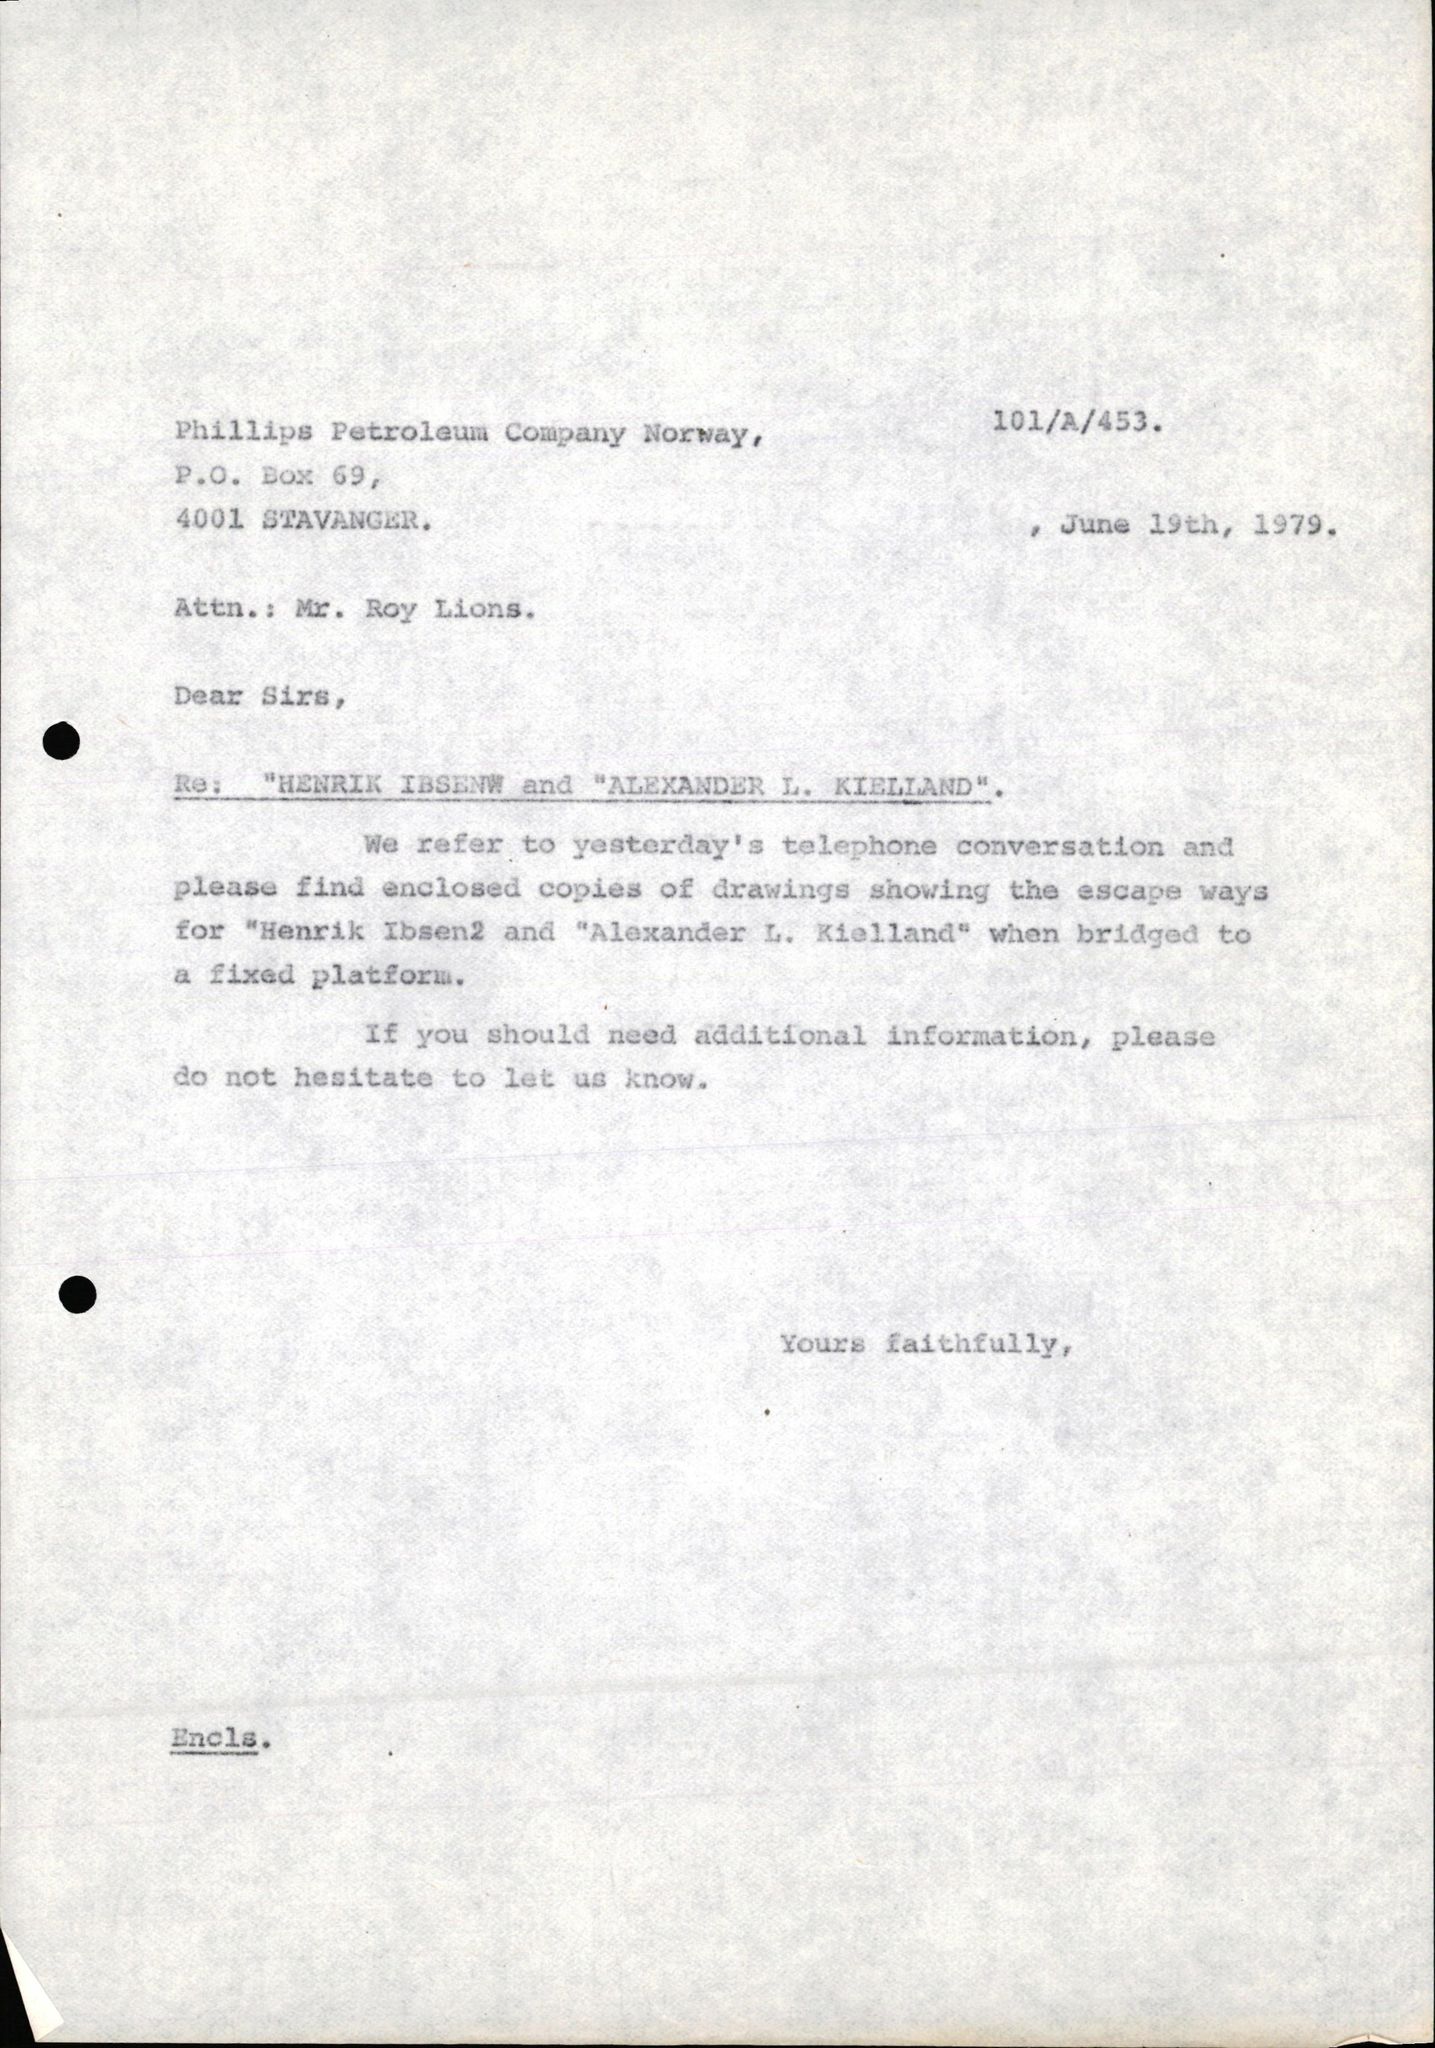 Phillips Petroleum Company Norway,
101/A/453.
P.O. Box 69,
4001 STAVANGER.
, June 19th, 1979.
Attn.: Mr. Roy Lions.
Dear Sirs,
Re: "HENRIK IBSENW and "ALEXANDER L. KIELLAND".
We refer to yesterday's telephone conversation and
please find enclosed copies of drawings showing the escape ways
for "Henrik Ibsen2 and "Alexander L. Kielland" when bridged to
a fixed platform.
If you should need additional information, please
do not hesitate to let us know.
Yours faithfully,
Encls.